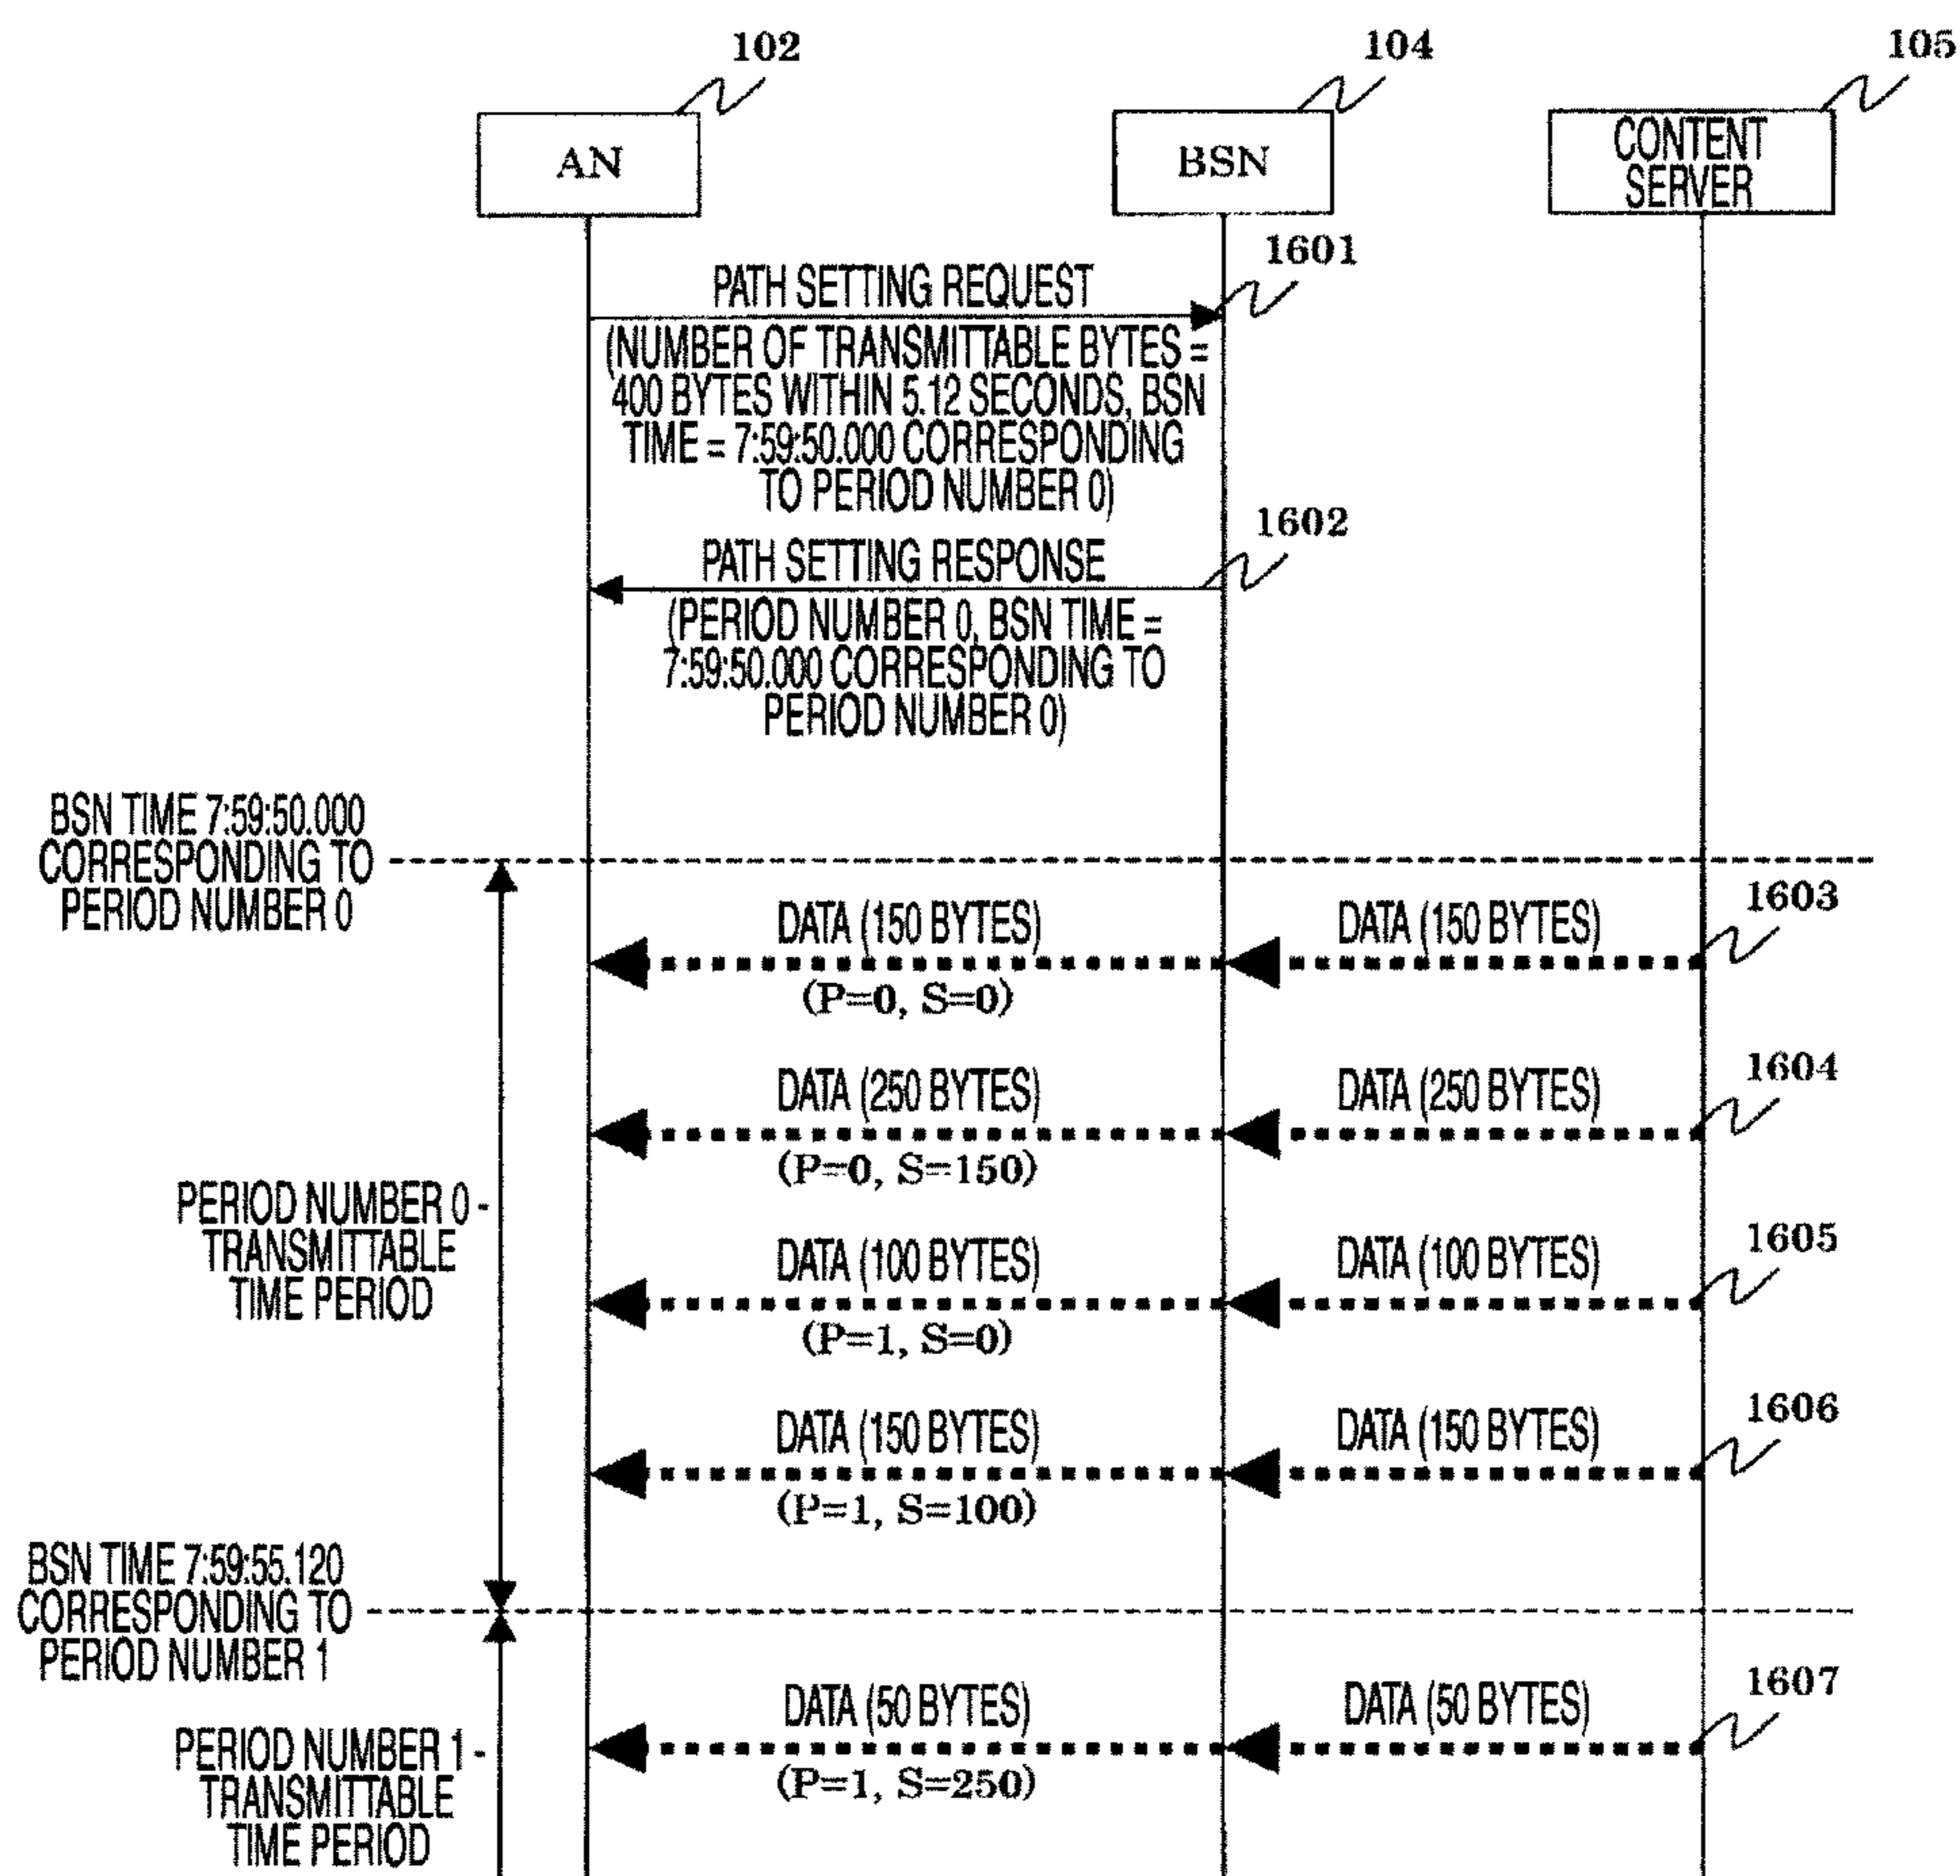 102
104
105
AN
BSN
CONTENT
SERVER
1601
PATH SETTING REQUEST
(NUMBER OF TRANSMITTABLE BYTES =
400 BYTES WITHIN 5.12 SECONDS, BSN
TIME = 7:59:50.000 CORRESPONDING
TO PERIOD NUMBER 0)
1602
PATH SETTING RESPONSE
(PERIOD NUMBER 0, BSN TIME =
7:59:50.000 CORRESPONDING TO
PERIOD NUMBER 0)
BSN TIME 7:59:50.000
CORRESPONDING TO
PERIOD NUMBER 0
1603
DATA (150 BYTES)
DATA (150 BYTES)
(P=0, S=0)
1604
DATA (250 BYTES)
DATA (250 BYTES)
(P=0, S=150)
PERIOD NUMBER 0
TRANSMITTABLE
TIME PERIOD
1605
DATA (100 BYTES)
DATA (100 BYTES)
(P=1, S=0)
1606
DATA (150 BYTES)
DATA (150 BYTES)
(P=1, S=100)
BSN TIME 7:59:55.120
CORRESPONDING TO
PERIOD NUMBER 1
1607
DATA (50 BYTES)
DATA (50 BYTES)
(P=1, S=250)
PERIOD NUMBER 1
TRANSMITTABLE
TIME PERIOD